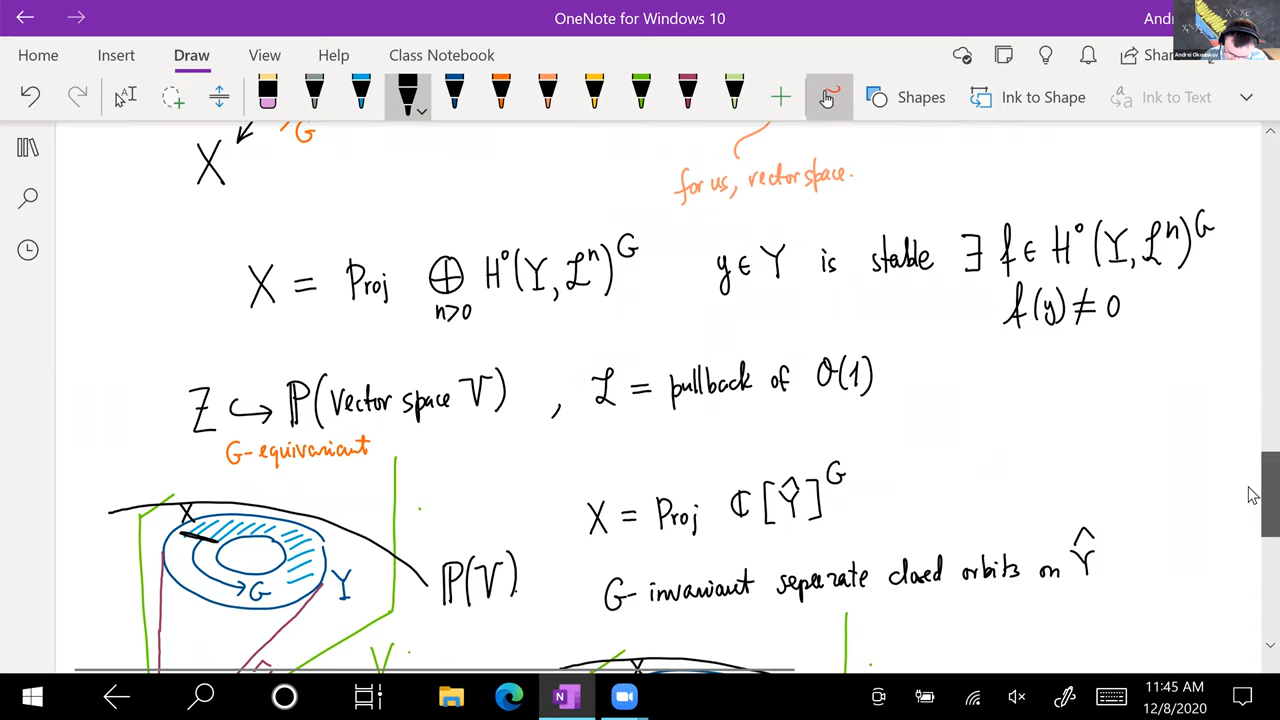 OneNote for Windows 10
Andrei Okounkov
Home Insert Draw View Help Class Notebook
Shapes Ink to Shape Ink to Text
G
X
for us, vector space.
X = Proj ⊕ H°(Y, ℒⁿ)ᴳ y ∈ Y is stable ∃ f ∈ H°(Y, ℒⁿ)ᴳ
n>0
f(y) ≠ 0
Z ↪ ℙ(vector space V) , ℒ = pullback of O(1)
G-equivariant
X = Proj ℂ[Ŷ]ᴳ
X
G
Y
ℙ(V)
G-invariant separate closed orbits on Ŷ
V
X
11:45 AM
12/8/2020